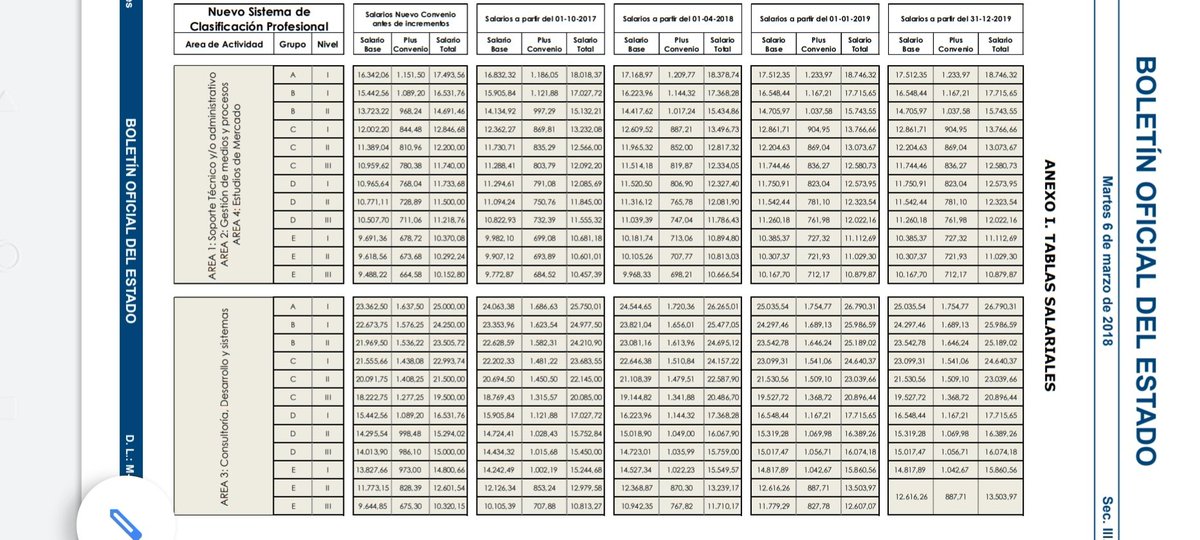 BOLETÍN OFICIAL DEL ESTADO
Martes 6 de marzo de 2018
Sec. III
ANEXO I. TABLAS SALARIALES
Nuevo Sistema de Clasificación Profesional | Salarios Nuevo Convenio antes de incrementos | Salarios a partir del 01-10-2017 | Salarios a partir del 01-04-2018 | Salarios a partir del 01-01-2019 | Salarios a partir del 31-12-2019
Area de Actividad | Grupo | Nivel | Salario Base | Plus Convenio | Salario Total | Salario Base | Plus Convenio | Salario Total | Salario Base | Plus Convenio | Salario Total | Salario Base | Plus Convenio | Salario Total | Salario Base | Plus Convenio | Salario Total
AREA 1: Soporte Técnico y/o administrativo
AREA 2: Gestión de medios y procesos
AREA 4: Estudios de Mercado
A I 16.342,06 1.151,50 17.493,56 16.832,32 1.186,05 18.018,37 17.168,97 1.209,77 18.378,74 17.512,35 1.233,97 18.746,32 17.512,35 1.233,97 18.746,32
B I 15.442,56 1.089,20 16.531,76 15.905,84 1.121,88 17.027,72 16.223,96 1.144,32 17.368,28 16.548,44 1.167,21 17.715,65 16.548,44 1.167,21 17.715,65
B II 13.723,22 968,24 14.691,46 14.134,92 997,29 15.132,21 14.417,62 1.017,24 15.434,86 14.705,97 1.037,58 15.743,55 14.705,97 1.037,58 15.743,55
C I 12.002,20 844,48 12.846,68 12.362,27 869,81 13.232,08 12.609,52 887,21 13.496,73 12.861,71 904,95 13.766,66 12.861,71 904,95 13.766,66
C II 11.389,04 810,96 12.200,00 11.730,71 835,29 12.566,00 11.965,32 852,00 12.817,32 12.204,63 869,04 13.073,67 12.204,63 869,04 13.073,67
C III 10.959,62 780,38 11.740,00 11.288,41 803,79 12.092,20 11.514,18 819,87 12.334,05 11.744,46 836,27 12.580,73 11.744,46 836,27 12.580,73
D I 10.965,64 768,04 11.733,68 11.294,61 791,08 12.085,69 11.520,50 806,90 12.327,40 11.750,91 823,04 12.573,95 11.750,91 823,04 12.573,95
D II 10.771,11 728,89 11.500,00 11.094,24 750,76 11.845,00 11.316,12 765,78 12.081,90 11.542,44 781,10 12.323,54 11.542,44 781,10 12.323,54
D III 10.507,70 711,06 11.218,76 10.822,93 732,39 11.555,32 11.039,39 747,04 11.786,43 11.260,18 761,98 12.022,16 11.260,18 761,98 12.022,16
E I 9.691,36 678,72 10.370,08 9.982,10 699,08 10.681,18 10.181,74 713,06 10.894,80 10.385,37 727,32 11.112,69 10.385,37 727,32 11.112,69
E II 9.618,56 673,68 10.292,24 9.907,12 693,89 10.601,01 10.105,26 707,77 10.813,03 10.307,37 721,93 11.029,30 10.307,37 721,93 11.029,30
E III 9.488,22 664,58 10.152,80 9.772,87 684,52 10.457,39 9.968,33 698,21 10.666,54 10.167,70 712,17 10.879,87 10.167,70 712,17 10.879,87
AREA 3: Consultoría, Desarrollo y sistemas
A I 23.362,50 1.637,50 25.000,00 24.063,38 1.686,63 25.750,01 24.544,65 1.720,36 26.265,01 25.035,54 1.754,77 26.790,31 25.035,54 1.754,77 26.790,31
B I 22.673,75 1.576,25 24.250,00 23.353,96 1.623,54 24.977,50 23.821,04 1.656,01 25.477,05 24.297,46 1.689,13 25.986,59 24.297,46 1.689,13 25.986,59
B II 21.969,50 1.536,22 23.505,72 22.628,59 1.582,31 24.210,90 23.081,16 1.613,96 24.695,12 23.542,78 1.646,24 25.189,02 23.542,78 1.646,24 25.189,02
C I 21.555,66 1.438,08 22.993,74 22.202,33 1.481,22 23.683,55 22.646,38 1.510,84 24.157,22 23.099,31 1.541,06 24.640,37 23.099,31 1.541,06 24.640,37
C II 20.091,75 1.408,25 21.500,00 20.694,50 1.450,50 22.145,00 21.108,39 1.479,51 22.587,90 21.530,56 1.509,10 23.039,66 21.530,56 1.509,10 23.039,66
C III 18.222,75 1.277,25 19.500,00 18.769,43 1.315,57 20.085,00 19.144,82 1.341,88 20.486,70 19.527,72 1.368,72 20.896,44 19.527,72 1.368,72 20.896,44
D I 15.442,56 1.089,20 16.531,76 15.905,84 1.121,88 17.027,72 16.223,96 1.144,32 17.368,28 16.548,44 1.167,21 17.715,65 16.548,44 1.167,21 17.715,65
D II 14.295,54 998,48 15.294,02 14.724,41 1.028,43 15.752,84 15.018,90 1.049,00 16.067,90 15.319,28 1.069,98 16.389,26 15.319,28 1.069,98 16.389,26
D III 14.013,90 986,10 15.000,00 14.434,32 1.015,68 15.450,00 14.723,01 1.035,99 15.759,00 15.017,47 1.056,71 16.074,18 15.017,47 1.056,71 16.074,18
E I 13.827,66 973,00 14.800,66 14.242,49 1.002,19 15.244,68 14.527,34 1.022,23 15.549,57 14.817,89 1.042,67 15.860,56 14.817,89 1.042,67 15.860,56
E II 11.773,15 828,39 12.601,54 12.126,34 853,24 12.979,58 12.368,87 870,30 13.239,17 12.616,26 887,71 13.503,97 12.616,26 887,71 13.503,97
E III 9.644,85 675,30 10.320,15 10.105,39 707,88 10.813,27 10.942,35 767,82 11.710,17 11.779,29 827,78 12.607,07
BOLETÍN OFICIAL DEL ESTADO
D. L.: M-